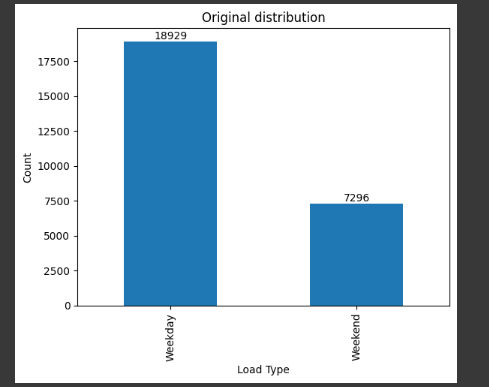 Original distribution
18929
7296
17500
15000
12500
10000
7500
5000
2500
0
Count
Weekday
Weekend
Load Type